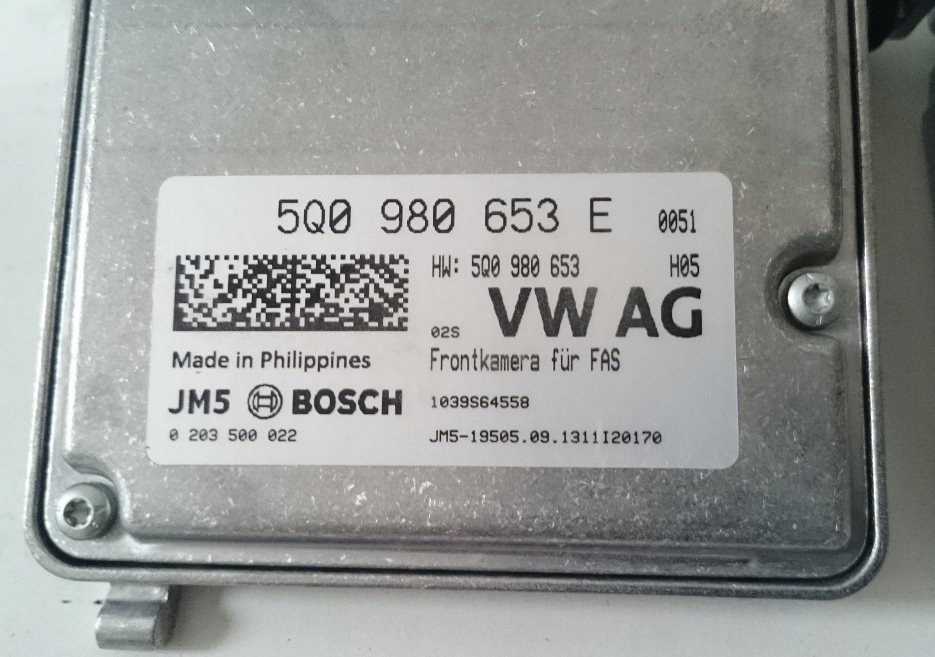 5Q0 980 653 E 0051
HW: 5Q0 980 653 H05
02S VW AG
Made in Philippines Frontkamera für FAS
JM5 BOSCH 1039S64558
0 203 500 022 JM5-19505.09.1311I20170